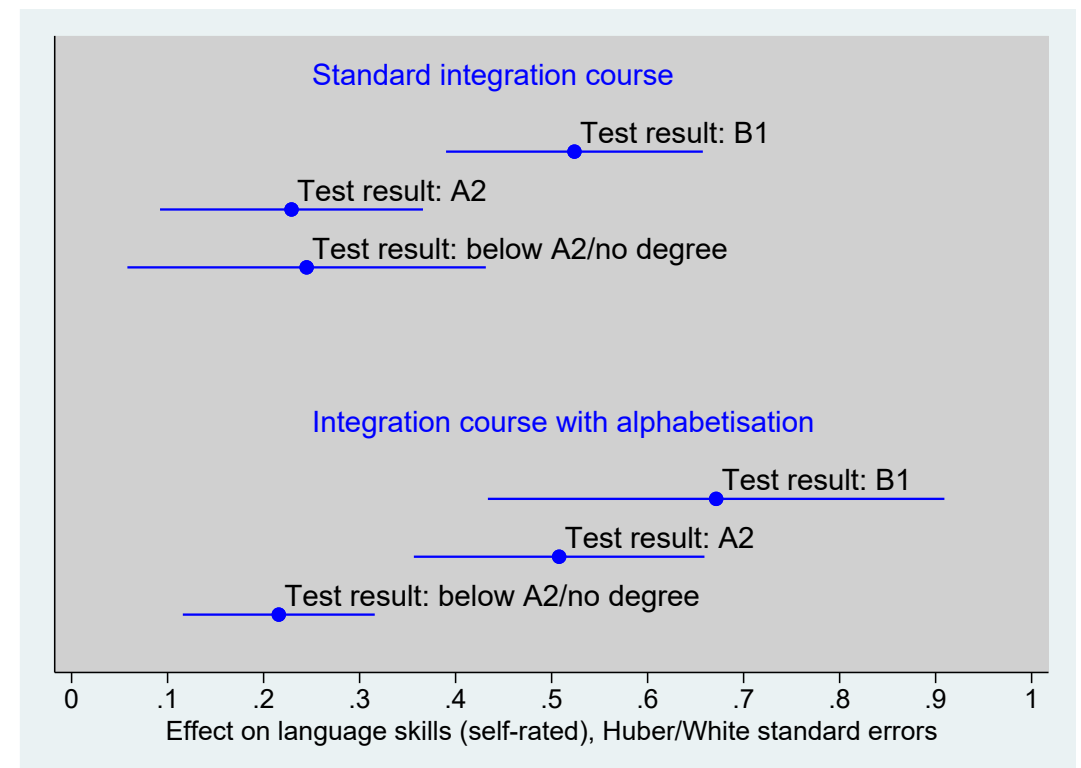 Standard integration course
Test result: B1
Test result: A2
Test result: below A2/no degree
Integration course with alphabetisation
Test result: B1
Test result: A2
Test result: below A2/no degree
0 .1 .2 .3 .4 .5 .6 .7 .8 .9 1
Effect on language skills (self-rated), Huber/White standard errors